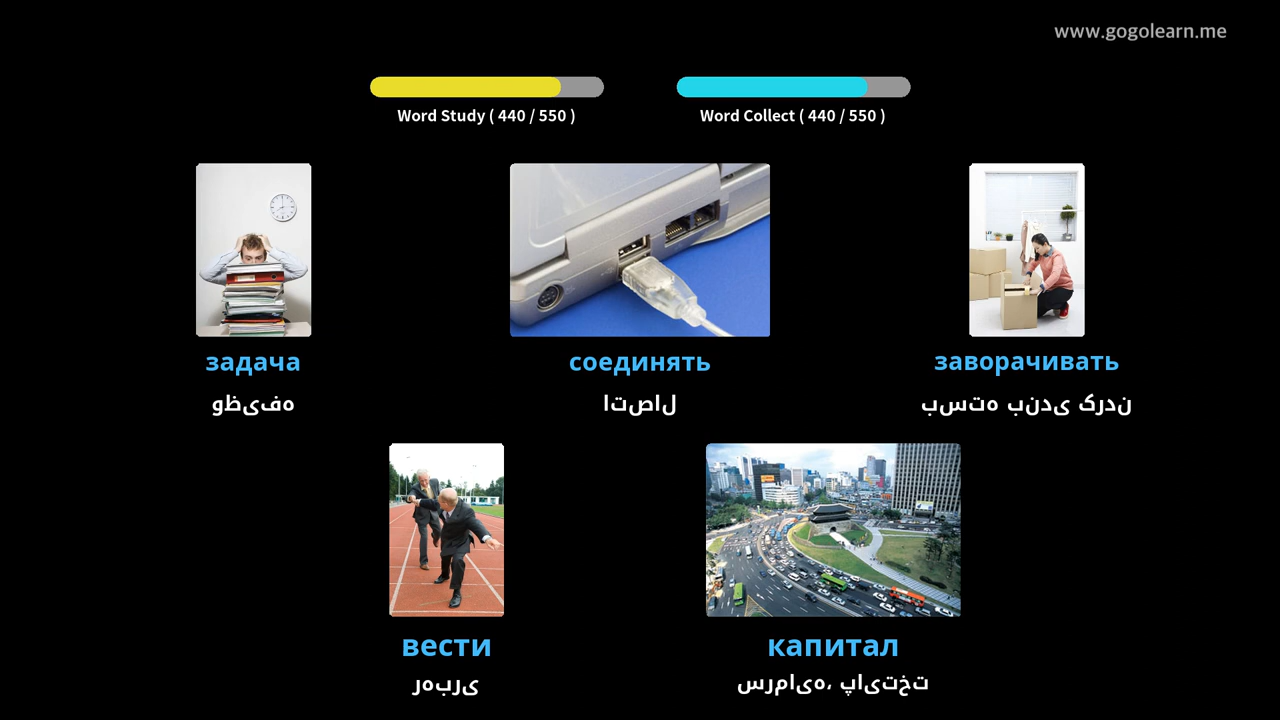 www.gogolearn.me
Word Study ( 440 / 550 )
Word Collect ( 440 / 550 )
задача
وظیفه
соединять
اتصال
заворачивать
بسته بندی کردن
вести
رهبری
капитал
سرمایه، پایتخت